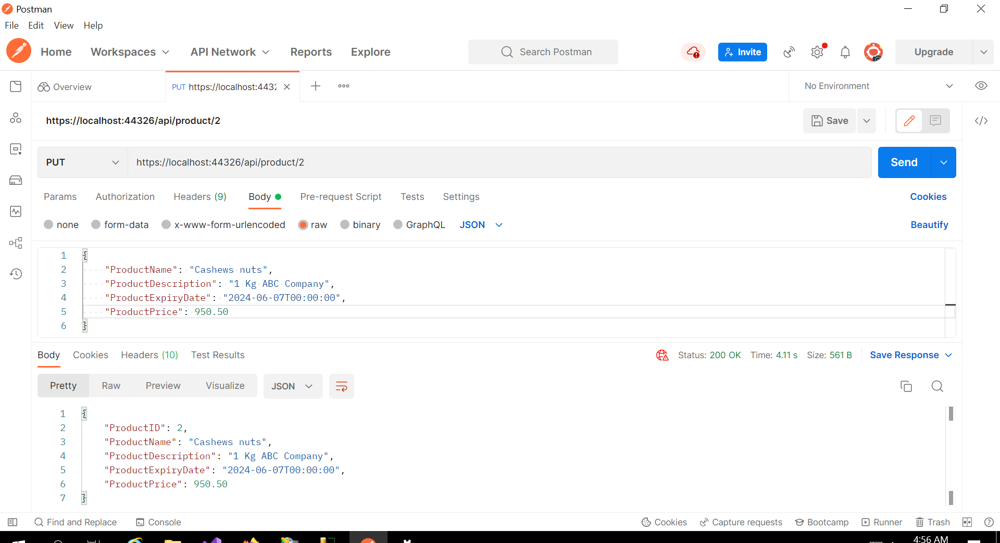 Postman
File Edit View Help
Home Workspaces API Network Reports Explore Search Postman Invite Upgrade
Overview PUT https://localhost:4432 No Environment
https://localhost:44326/api/product/2 Save
PUT https://localhost:44326/api/product/2 Send
Params Authorization Headers (9) Body Pre-request Script Tests Settings Cookies
none form-data x-www-form-urlencoded raw binary GraphQL JSON Beautify
1 {
2 "ProductName": "Cashews nuts",
3 "ProductDescription": "1 Kg ABC Company",
4 "ProductExpiryDate": "2024-06-07T00:00:00",
5 "ProductPrice": 950.50
6 }
Body Cookies Headers (10) Test Results Status: 200 OK Time: 4.11 s Size: 561 B Save Response
Pretty Raw Preview Visualize JSON
1 {
2 "ProductID": 2,
3 "ProductName": "Cashews nuts",
4 "ProductDescription": "1 Kg ABC Company",
5 "ProductExpiryDate": "2024-06-07T00:00:00",
6 "ProductPrice": 950.50
7 }
Find and Replace Console Cookies Capture requests Bootcamp Runner Trash
4:56 AM